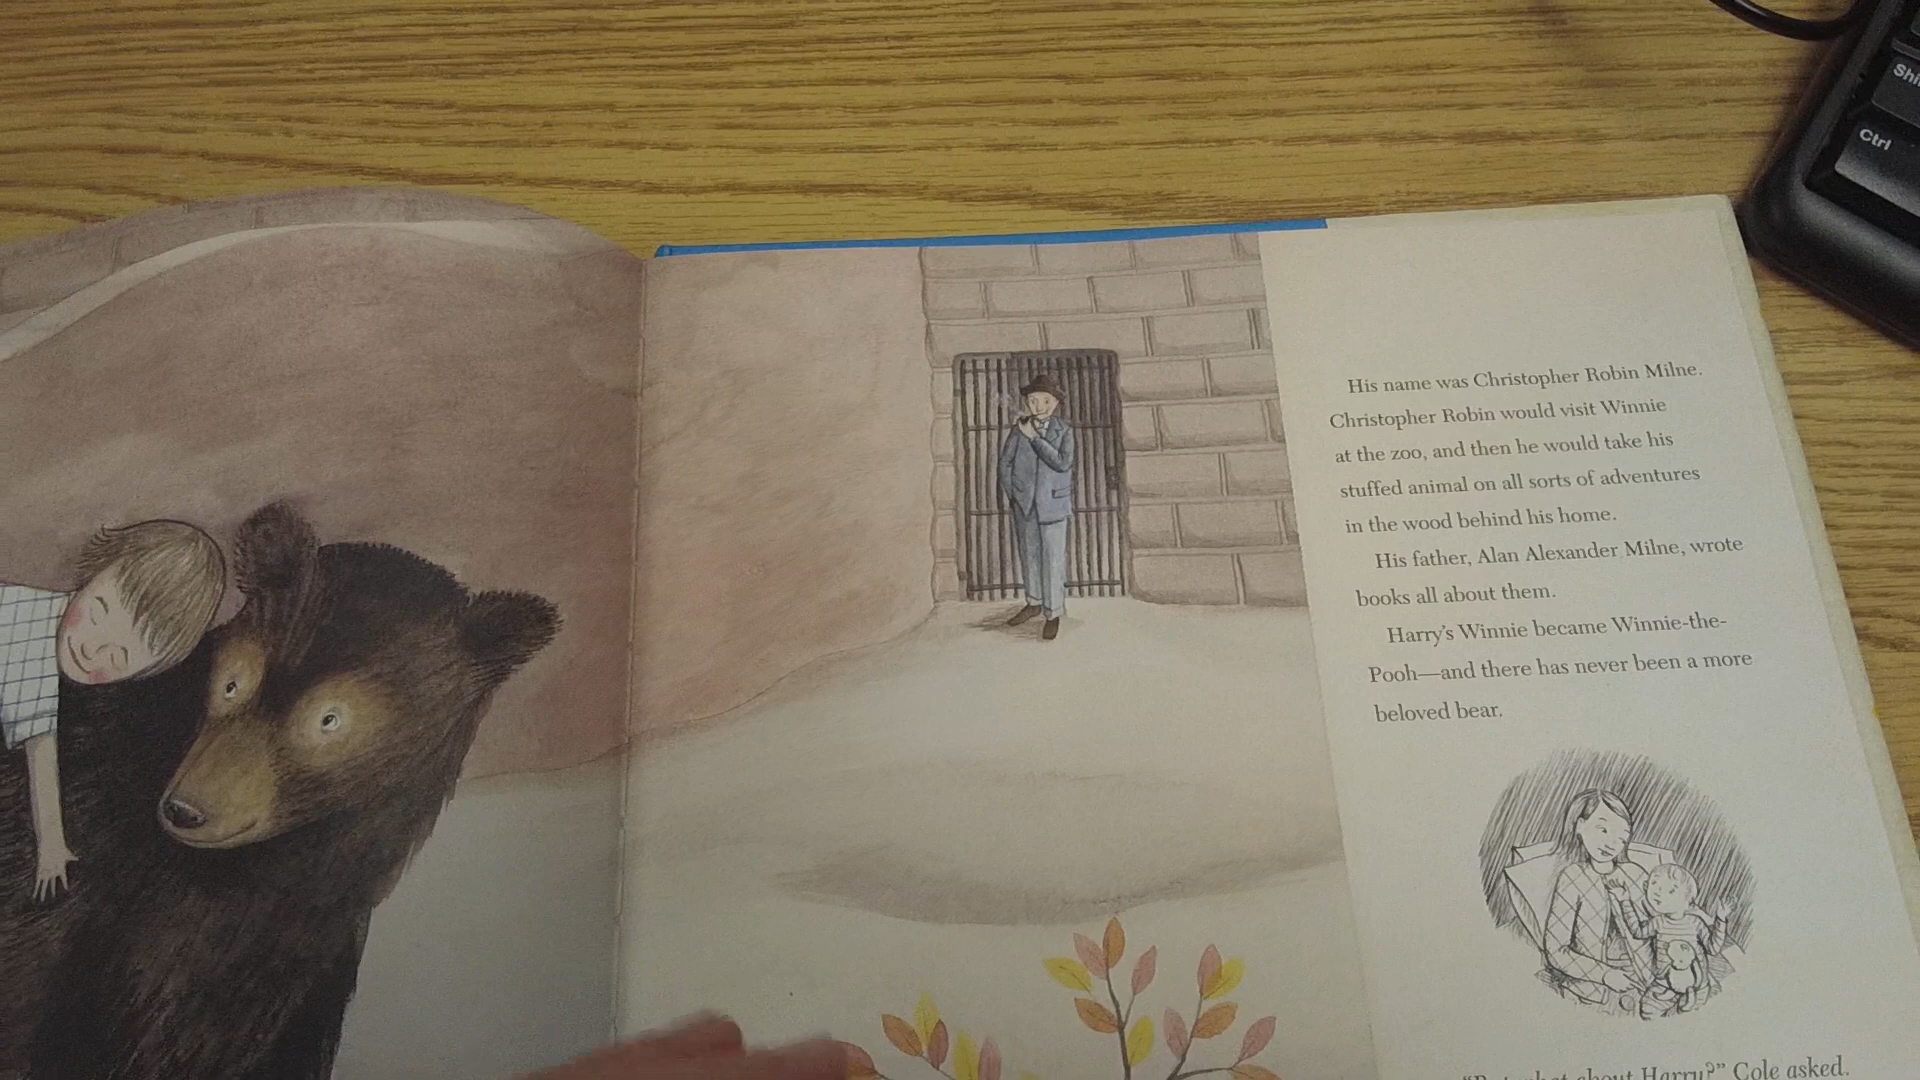 His name was Christopher Robin Milne.
Christopher Robin would visit Winnie
at the zoo, and then he would take his
stuffed animal on all sorts of adventures
in the wood behind his home.
His father, Alan Alexander Milne, wrote
books all about them.
Harry's Winnie became Winnie-the-
Pooh—and there has never been a more
beloved bear.
about Harry?" Cole asked.
Shi
Ctrl